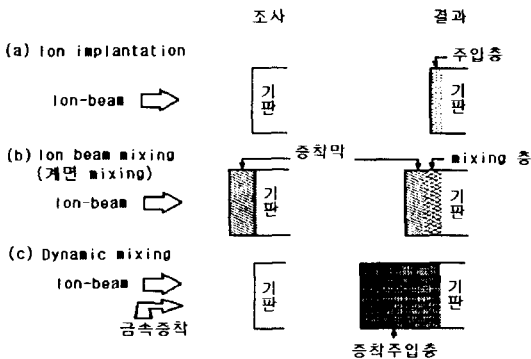 조사 결과
(a) Ion implantation
주입층
Ion-beam 기판 기판
(b) Ion beam mixing 증착막 mixing 층
(계면 mixing)
Ion-beam 기판 기판
(c) Dynamic mixing
Ion-beam 기판 기판
금속증착
증착주입층